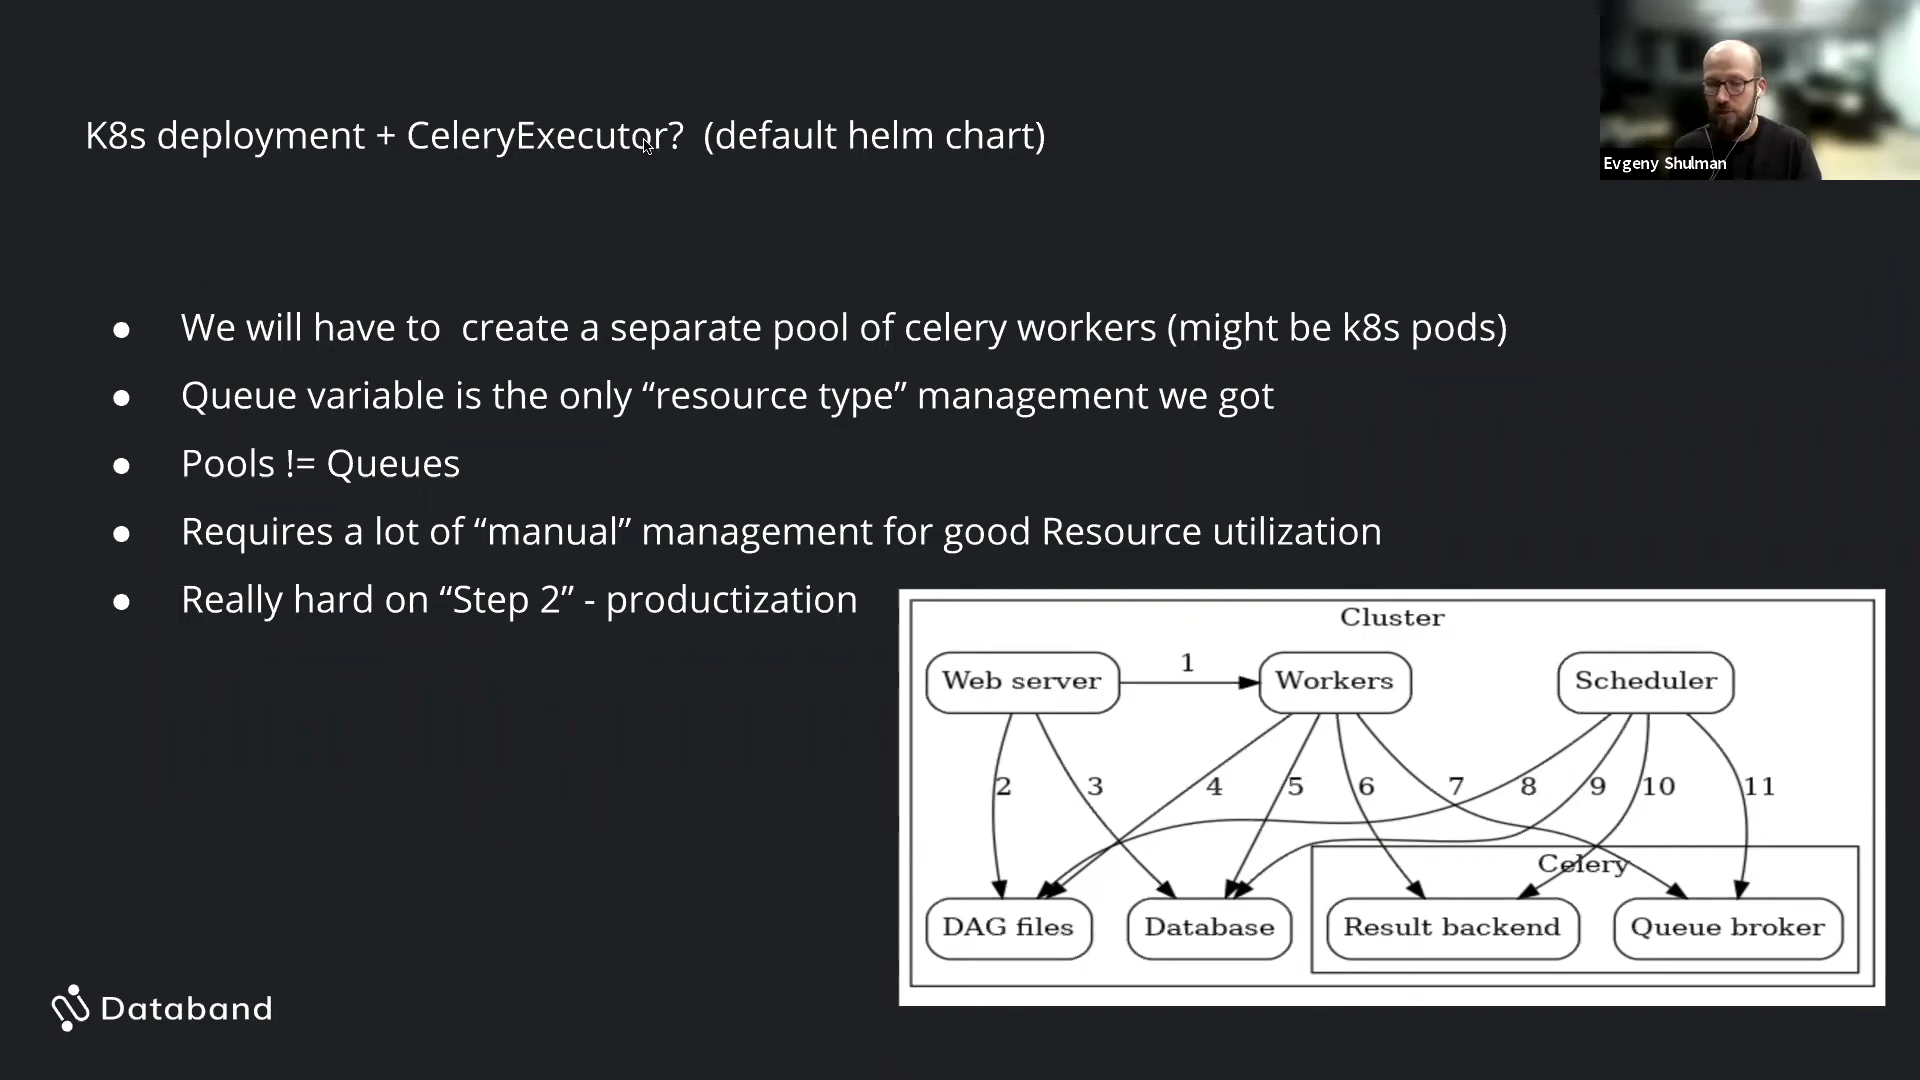 K8s deployment + CeleryExecutor? (default helm chart)
Evgeny Shulman
● We will have to create a separate pool of celery workers (might be k8s pods)
● Queue variable is the only “resource type” management we got
● Pools != Queues
● Requires a lot of “manual” management for good Resource utilization
● Really hard on “Step 2” - productization
Cluster
Web server 1 Workers Scheduler
2 3 4 5 6 7 8 9 10 11
Celery
DAG files Database Result backend Queue broker
Databand